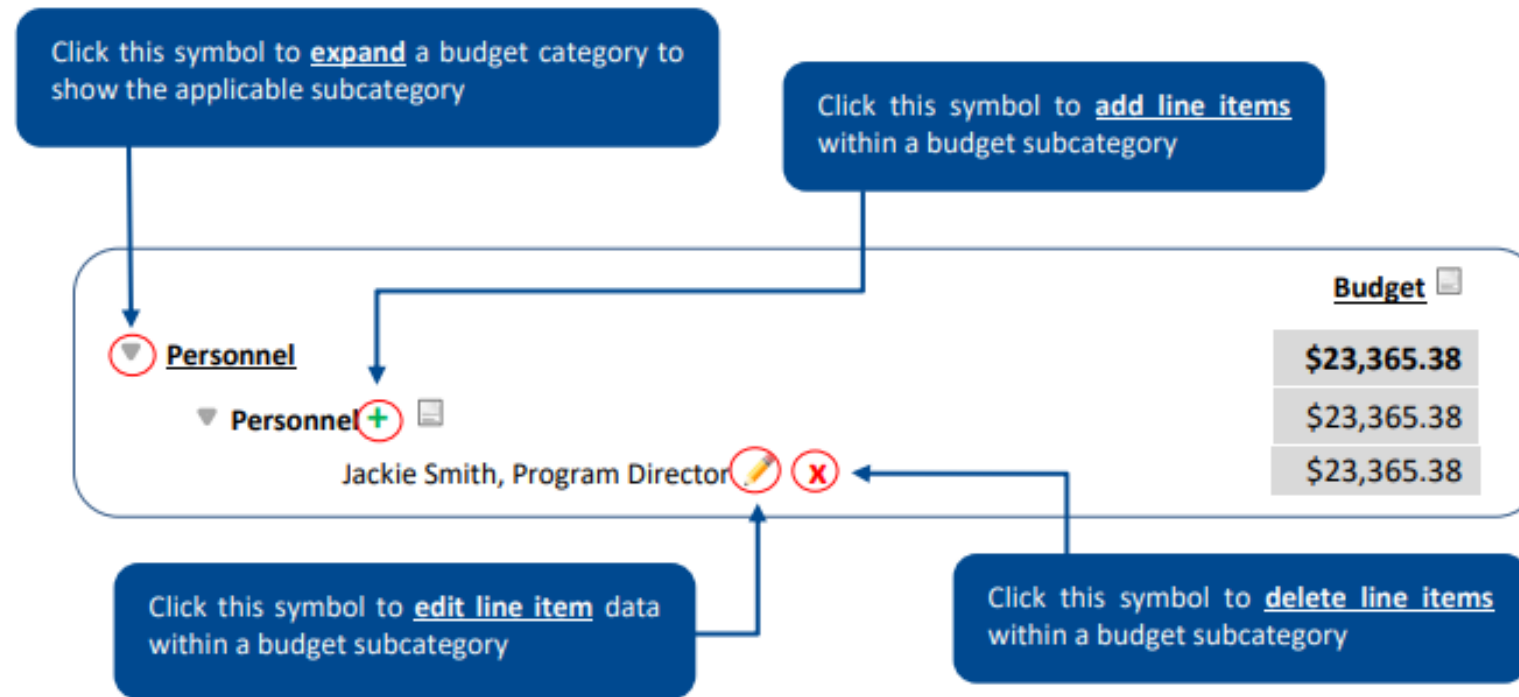 Click this symbol to expand a budget category to
show the applicable subcategory
Click this symbol to add line items
within a budget subcategory
Budget
Personnel
$23,365.38
Personnel +
$23,365.38
Jackie Smith, Program Director x
$23,365.38
Click this symbol to edit line item data
within a budget subcategory
Click this symbol to delete line items
within a budget subcategory